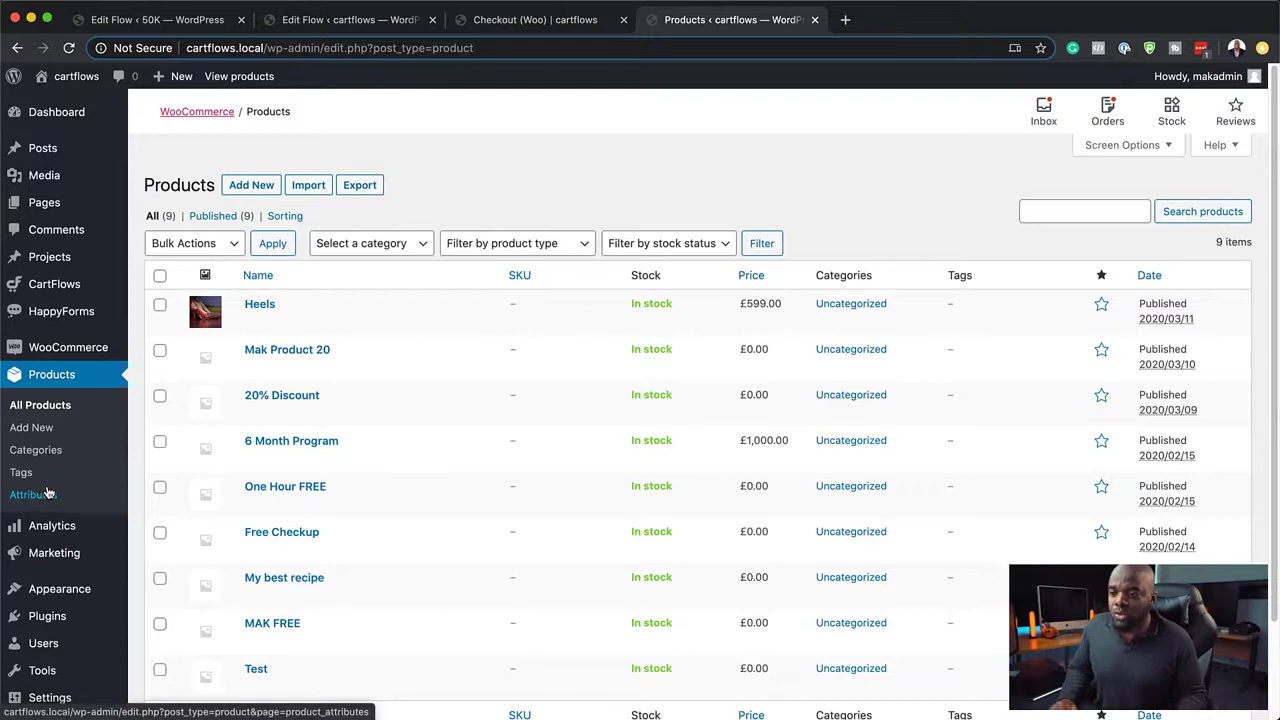 Edit Flow ‹ 50K — WordPress
Edit Flow ‹ cartflows — WordP
Checkout (Woo) | cartflows
Products ‹ cartflows — WordPr
Not Secure cartflows.local/wp-admin/edit.php?post_type=product
cartflows 0 New View products Howdy, makadmin
Dashboard
Posts
Media
Pages
Comments
Projects
CartFlows
HappyForms
WooCommerce
Products
All Products
Add New
Categories
Tags
Attributes
Analytics
Marketing
Appearance
Plugins
Users
Tools
Settings
WooCommerce / Products
Inbox Orders Stock Reviews
Screen Options Help
Products Add New Import Export
All (9) | Published (9) | Sorting
Search products
Bulk Actions Apply Select a category Filter by product type Filter by stock status Filter
9 items
Name SKU Stock Price Categories Tags Date
Heels – In stock £599.00 Uncategorized – Published
2020/03/11
Mak Product 20 – In stock £0.00 Uncategorized – Published
2020/03/10
20% Discount – In stock £0.00 Uncategorized – Published
2020/03/09
6 Month Program – In stock £1,000.00 Uncategorized – Published
2020/02/15
One Hour FREE – In stock £0.00 Uncategorized – Published
2020/02/15
Free Checkup – In stock £0.00 Uncategorized – Published
2020/02/14
My best recipe – In stock £0.00 Uncategorized –
MAK FREE – In stock £0.00 Uncategorized –
Test – In stock £0.00 Uncategorized –
SKU Stock Price Categories Tags Date
cartflows.local/wp-admin/edit.php?post_type=product&page=product_attributes